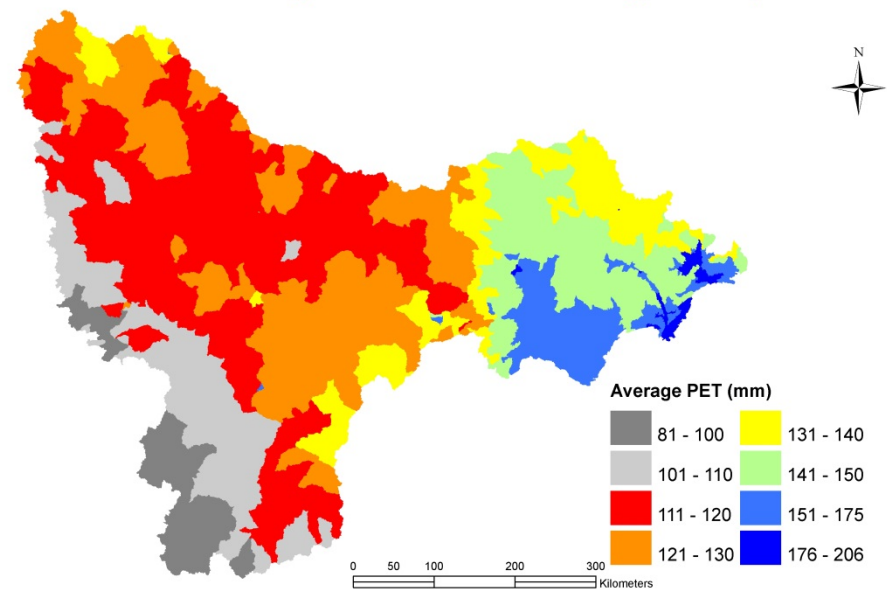 N
Average PET (mm)
81 - 100
131 - 140
101 - 110
141 - 150
111 - 120
151 - 175
121 - 130
176 - 206
0 50 100 200 300
Kilometers